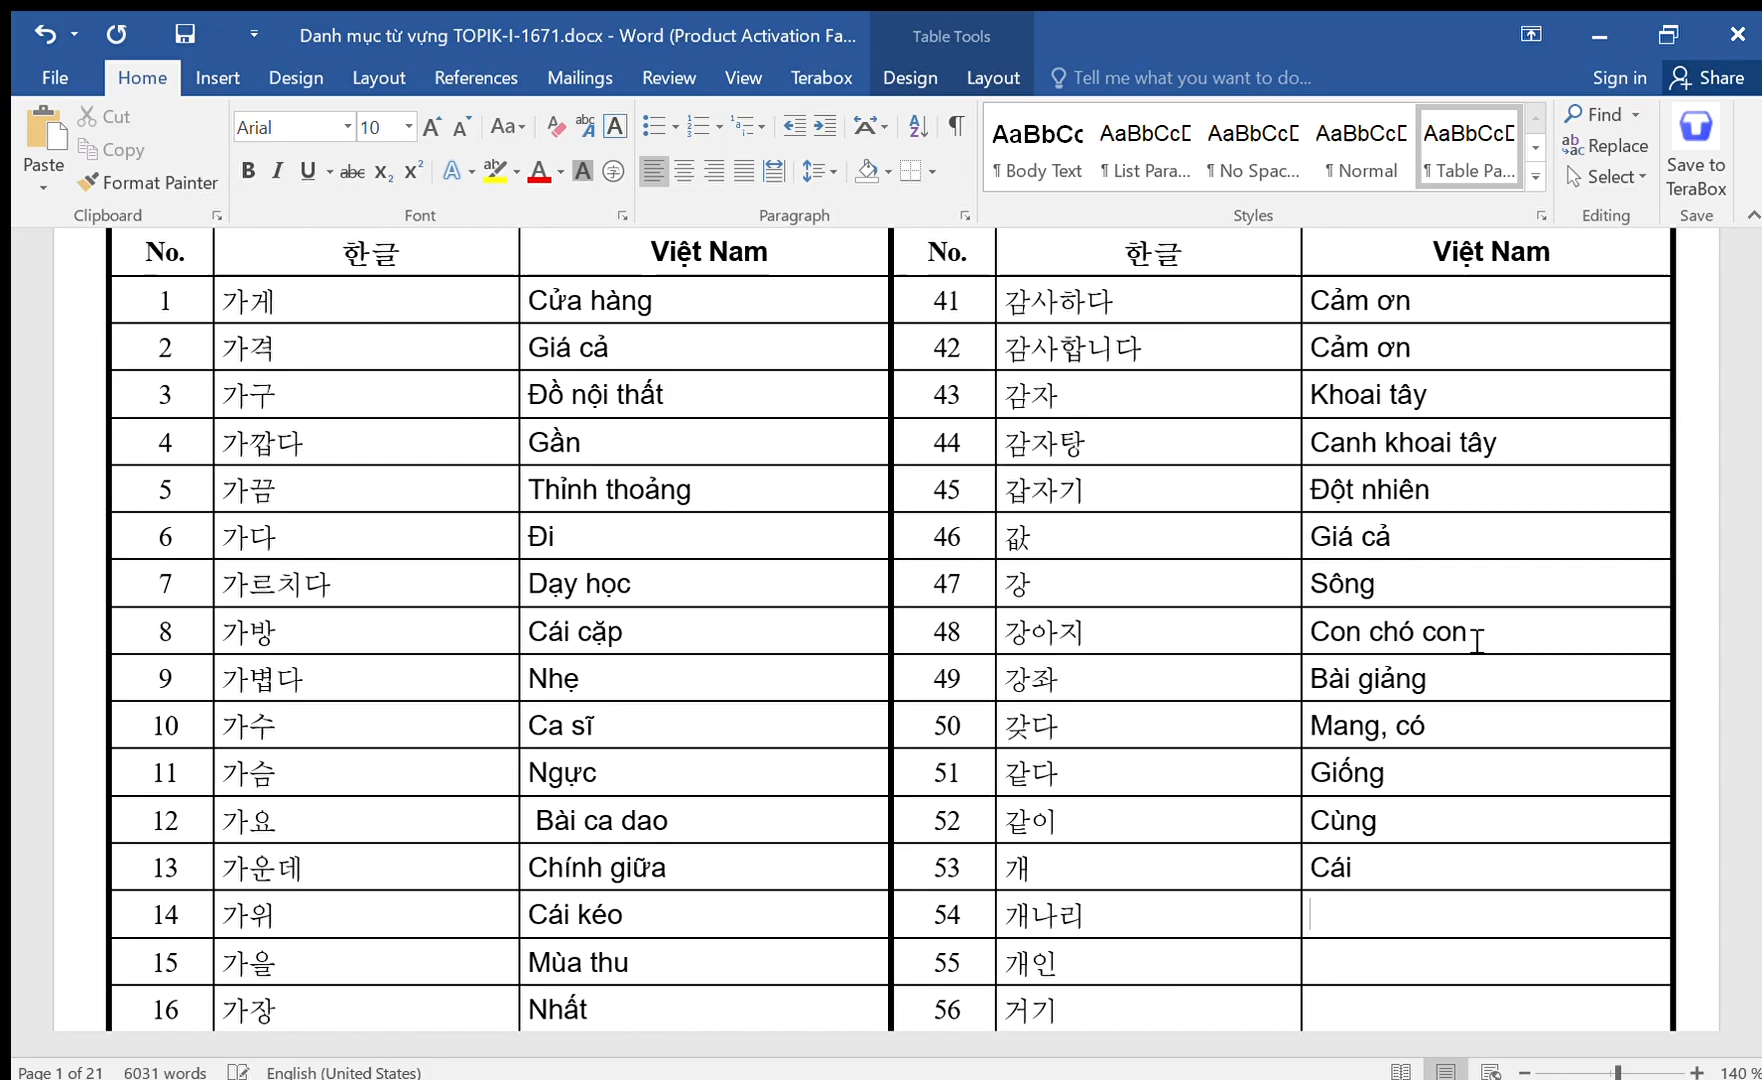 Danh mục từ vựng TOPIK-I-1671.docx - Word (Product Activation Fa...
Table Tools
File Home Insert Design Layout References Mailings Review View Terabox Design Layout Tell me what you want to do... Sign in Share
Paste
Cut
Copy
Format Painter
Clipboard
Arial 10
Font
Paragraph
AaBbCc AaBbCcD AaBbCcD AaBbCcD AaBbCcD
¶ Body Text ¶ List Para... ¶ No Spac... ¶ Normal ¶ Table Pa...
Styles
Find
Replace
Select
Editing
Save to
TeraBox
Save
No. 한글 Việt Nam No. 한글 Việt Nam
1 가게 Cửa hàng 41 감사하다 Cảm ơn
2 가격 Giá cả 42 감사합니다 Cảm ơn
3 가구 Đồ nội thất 43 감자 Khoai tây
4 가깝다 Gần 44 감자탕 Canh khoai tây
5 가끔 Thỉnh thoảng 45 갑자기 Đột nhiên
6 가다 Đi 46 값 Giá cả
7 가르치다 Dạy học 47 강 Sông
8 가방 Cái cặp 48 강아지 Con chó con
9 가볍다 Nhẹ 49 강좌 Bài giảng
10 가수 Ca sĩ 50 갖다 Mang, có
11 가슴 Ngực 51 같다 Giống
12 가요 Bài ca dao 52 같이 Cùng
13 가운데 Chính giữa 53 개 Cái
14 가위 Cái kéo 54 개나리
15 가을 Mùa thu 55 개인
16 가장 Nhất 56 거기
Page 1 of 21 6031 words English (United States) 140 %